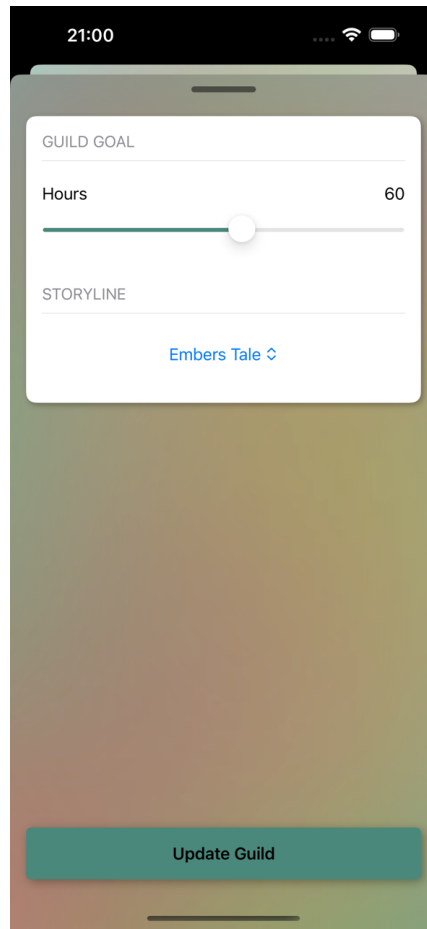 21:00
GUILD GOAL
Hours 60
STORYLINE
Embers Tale
Update Guild